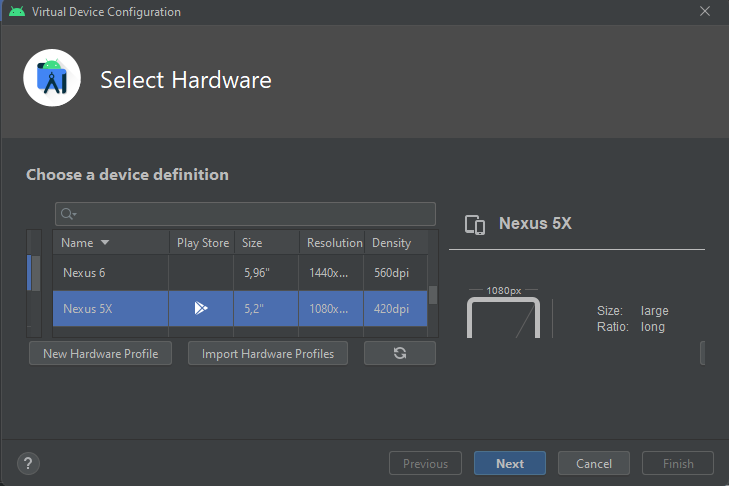 Virtual Device Configuration
Select Hardware
Choose a device definition
Name Play Store Size Resolution Density
Nexus 6 5,96" 1440x... 560dpi
Nexus 5X 5,2" 1080x... 420dpi
New Hardware Profile Import Hardware Profiles
Nexus 5X
1080px
Size: large
Ratio: long
? Previous Next Cancel Finish